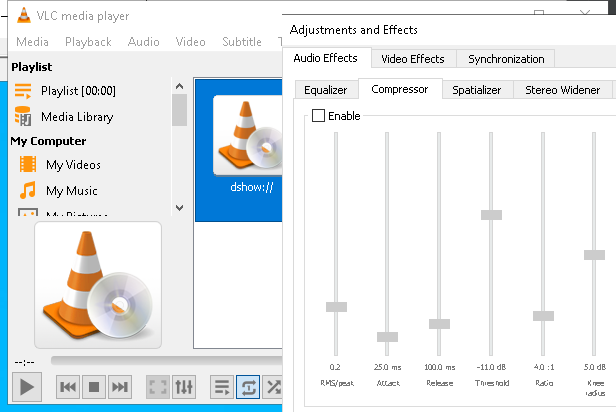 VLC media player
Media Playback Audio Video Subtitle
Playlist
Playlist [00:00]
Media Library
My Computer
My Videos
My Music
My Pictures
dshow://
--:--
Adjustments and Effects
Audio Effects Video Effects Synchronization
Equalizer Compressor Spatializer Stereo Widener
Enable
0.2 25.0 ms 100.0 ms -11.0 dB 4.0 :1 5.0 dB
RMS/peak Attack Release Threshold Ratio Knee
radius